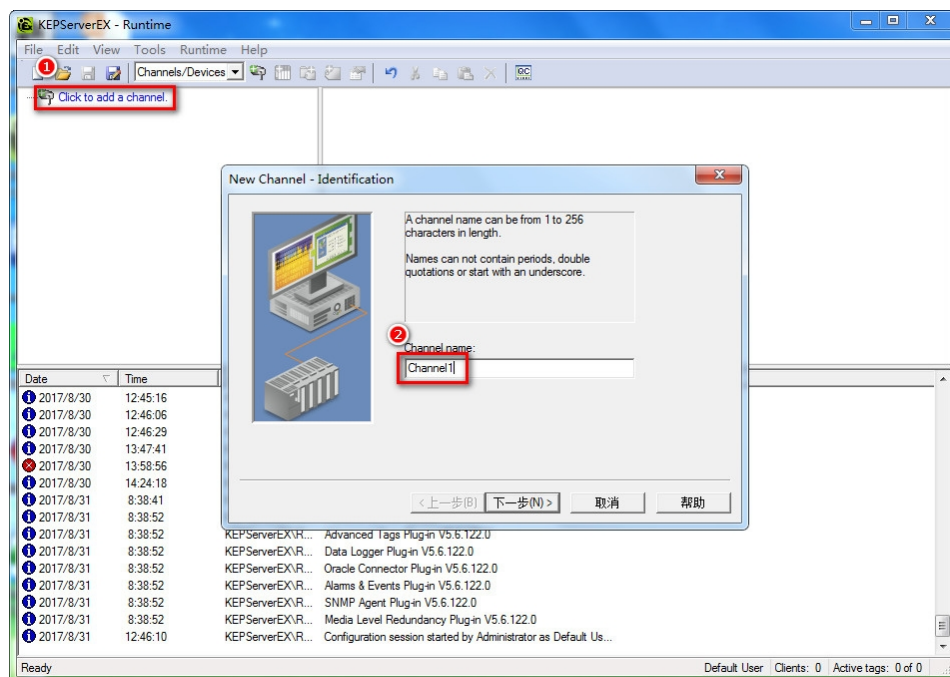 KEPServerEX - Runtime
File Edit View Tools Runtime Help
1
Channels/Devices
Click to add a channel.
New Channel - Identification
A channel name can be from 1 to 256
characters in length.
Names can not contain periods, double
quotations or start with an underscore.
2
Channel name:
Channel1
<上一步(B) 下一步(N)> 取消 帮助
Date Time
2017/8/30 12:45:16
2017/8/30 12:46:06
2017/8/30 12:46:29
2017/8/30 13:47:41
2017/8/30 13:58:56
2017/8/30 14:24:18
2017/8/31 8:38:41
2017/8/31 8:38:52
2017/8/31 8:38:52 KEPServerEX\R... Advanced Tags Plug-in V5.6.122.0
2017/8/31 8:38:52 KEPServerEX\R... Data Logger Plug-in V5.6.122.0
2017/8/31 8:38:52 KEPServerEX\R... Oracle Connector Plug-in V5.6.122.0
2017/8/31 8:38:52 KEPServerEX\R... Alarms & Events Plug-in V5.6.122.0
2017/8/31 8:38:52 KEPServerEX\R... SNMP Agent Plug-in V5.6.122.0
2017/8/31 8:38:52 KEPServerEX\R... Media Level Redundancy Plug-in V5.6.122.0
2017/8/31 12:46:10 KEPServerEX\R... Configuration session started by Administrator as Default Us...
Ready Default User Clients: 0 Active tags: 0 of 0